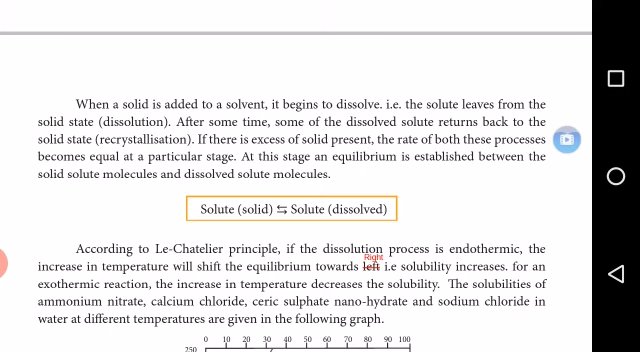 When a solid is added to a solvent, it begins to dissolve. i.e. the solute leaves from the
solid state (dissolution). After some time, some of the dissolved solute returns back to the
solid state (recrystallisation). If there is excess of solid present, the rate of both these processes
becomes equal at a particular stage. At this stage an equilibrium is established between the
solid solute molecules and dissolved solute molecules.
Solute (solid) ⇆ Solute (dissolved)
According to Le-Chatelier principle, if the dissolution process is endothermic, the
Right
increase in temperature will shift the equilibrium towards left i.e solubility increases. for an
exothermic reaction, the increase in temperature decreases the solubility. The solubilities of
ammonium nitrate, calcium chloride, ceric sulphate nano-hydrate and sodium chloride in
water at different temperatures are given in the following graph.
0 10 20 30 40 50 60 70 80 90 100
250